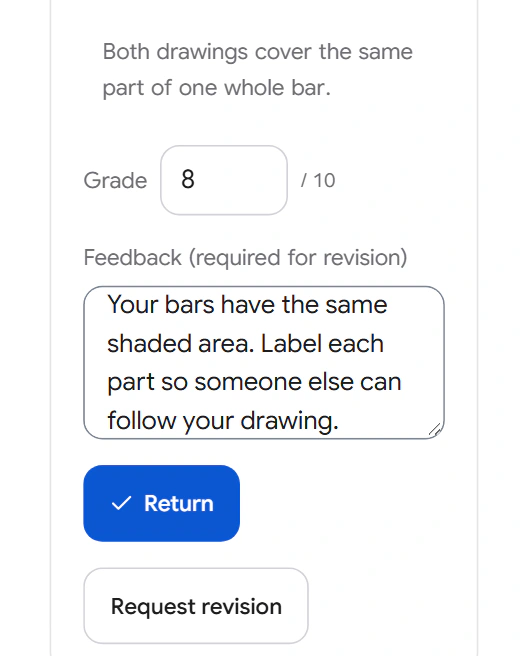 Both drawings cover the same
part of one whole bar.
Grade 8 / 10
Feedback (required for revision)
Your bars have the same
shaded area. Label each
part so someone else can
follow your drawing.
Return
Request revision